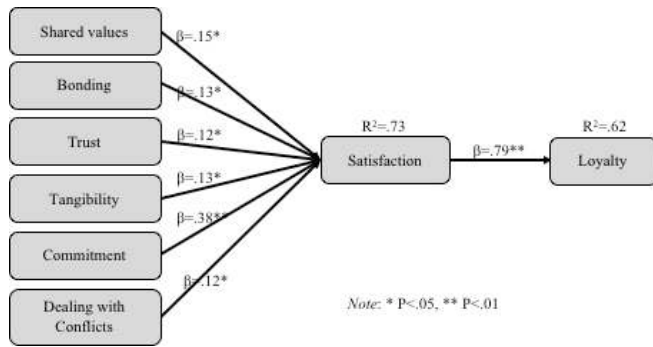 Shared values
β=.15*
Bonding
β=.13*
Trust
β=.12*
Tangibility
β=.13*
Commitment
β=.38**
Dealing with
Conflicts
β=.12*
R²=.73
Satisfaction
β=.79**
R²=.62
Loyalty
Note: * P<.05, ** P<.01